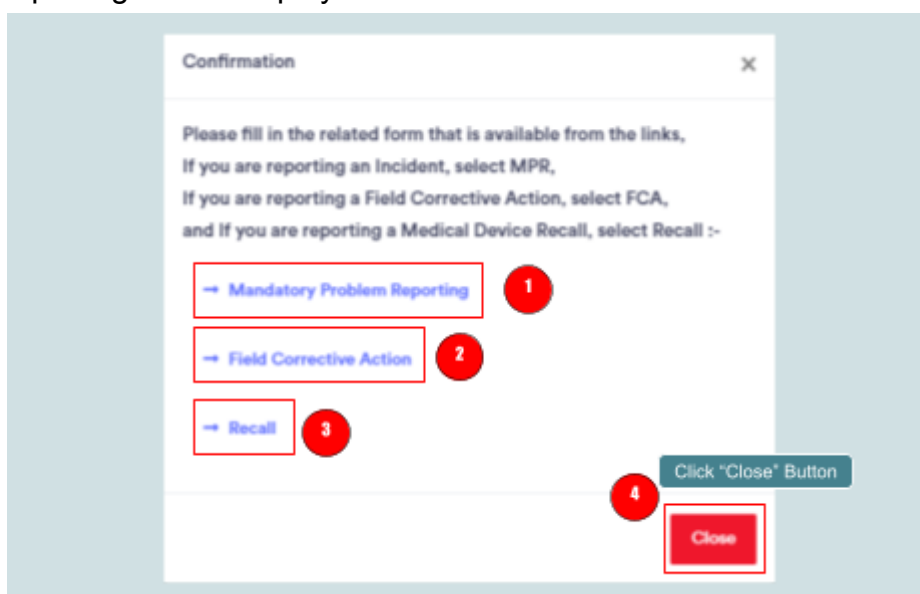 Confirmation ×
Please fill in the related form that is available from the links,
If you are reporting an Incident, select MPR,
If you are reporting a Field Corrective Action, select FCA,
and If you are reporting a Medical Device Recall, select Recall :-
→ Mandatory Problem Reporting
1
→ Field Corrective Action
2
→ Recall
3
Click "Close" Button
4
Close